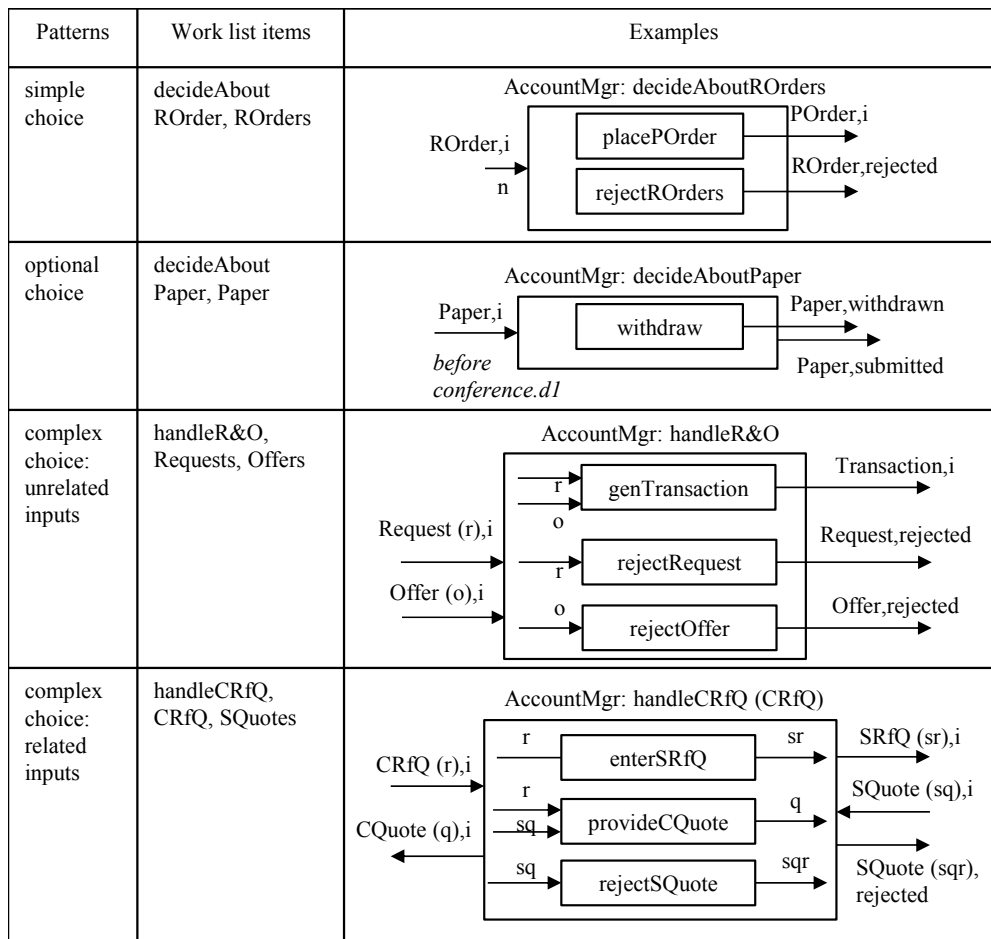 Patterns
Work list items
Examples
simple
choice
decideAbout
ROrder, ROrders
AccountMgr: decideAboutROrders
ROrder,i
n
placePOrder
POrder,i
rejectROrders
ROrder,rejected
optional
choice
decideAbout
Paper, Paper
AccountMgr: decideAboutPaper
Paper,i
before
conference.d1
withdraw
Paper,withdrawn
Paper,submitted
complex
choice:
unrelated
inputs
handleR&O,
Requests, Offers
AccountMgr: handleR&O
Request (r),i
Offer (o),i
r
o
genTransaction
Transaction,i
r
rejectRequest
Request,rejected
o
rejectOffer
Offer,rejected
complex
choice:
related
inputs
handleCRfQ,
CRfQ, SQuotes
AccountMgr: handleCRfQ (CRfQ)
CRfQ (r),i
CQuote (q),i
r
enterSRfQ
sr
SRfQ (sr),i
r
sq
provideCQuote
q
SQuote (sq),i
sq
rejectSQuote
sqr
SQuote (sqr),
rejected